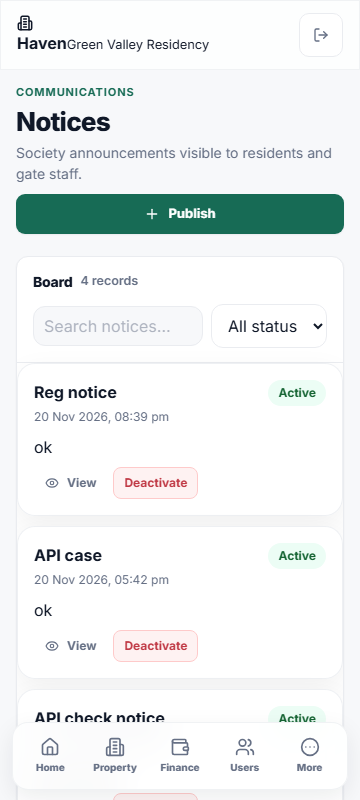 HavenGreen Valley Residency
COMMUNICATIONS
Notices
Society announcements visible to residents and
gate staff.
Publish
Board 4 records
Search notices...
All status
Reg notice
Active
20 Nov 2026, 08:39 pm
ok
View
Deactivate
API case
Active
20 Nov 2026, 05:42 pm
ok
View
Deactivate
API check notice
Active
Home
Property
Finance
Users
More